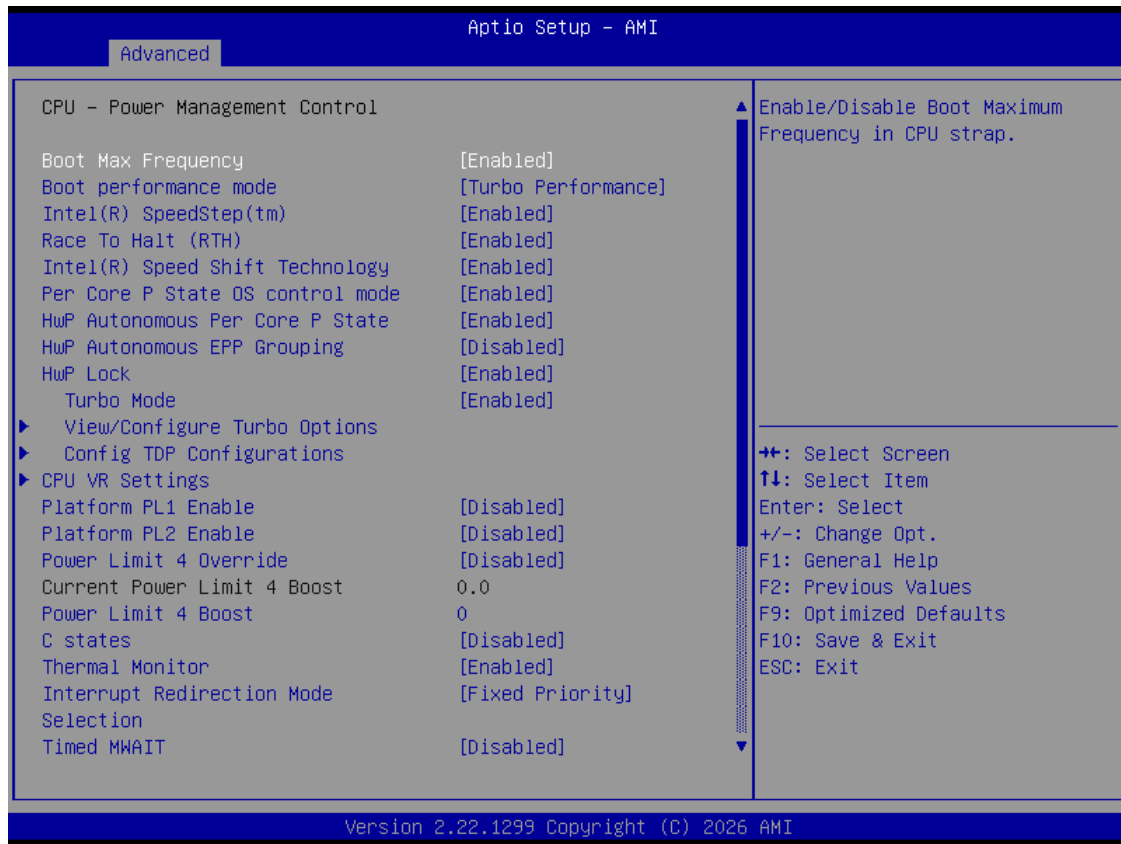 Aptio Setup – AMI
Advanced
CPU – Power Management Control
Boot Max Frequency [Enabled]
Boot performance mode [Turbo Performance]
Intel(R) SpeedStep(tm) [Enabled]
Race To Halt (RTH) [Enabled]
Intel(R) Speed Shift Technology [Enabled]
Per Core P State OS control mode [Enabled]
HwP Autonomous Per Core P State [Enabled]
HwP Autonomous EPP Grouping [Disabled]
HwP Lock [Enabled]
Turbo Mode [Enabled]
View/Configure Turbo Options
Config TDP Configurations
CPU VR Settings
Platform PL1 Enable [Disabled]
Platform PL2 Enable [Disabled]
Power Limit 4 Override [Disabled]
Current Power Limit 4 Boost 0.0
Power Limit 4 Boost 0
C states [Disabled]
Thermal Monitor [Enabled]
Interrupt Redirection Mode [Fixed Priority]
Selection
Timed MWAIT [Disabled]
Enable/Disable Boot Maximum
Frequency in CPU strap.
→←: Select Screen
↑↓: Select Item
Enter: Select
+/-: Change Opt.
F1: General Help
F2: Previous Values
F9: Optimized Defaults
F10: Save & Exit
ESC: Exit
Version 2.22.1299 Copyright (C) 2026 AMI